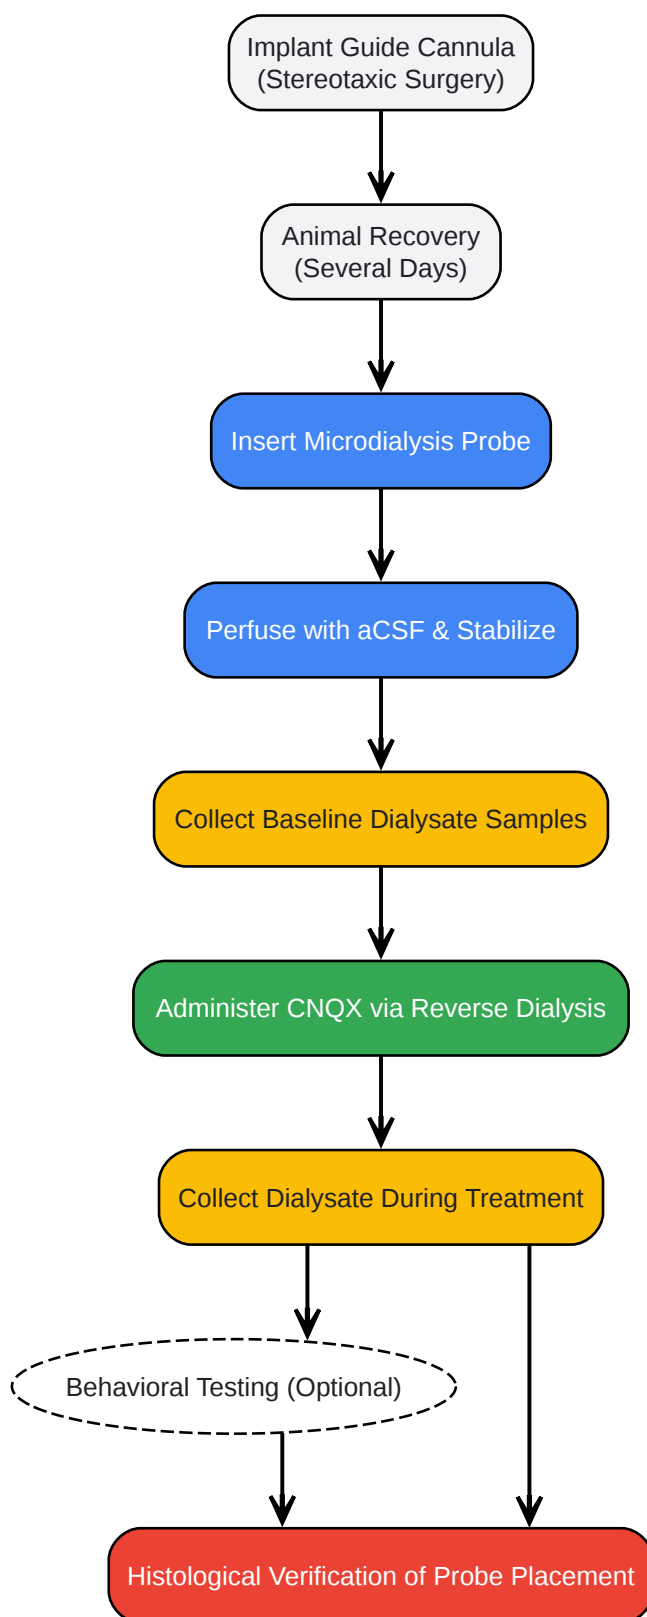 Implant Guide Cannula
(Stereotaxic Surgery)
Animal Recovery
(Several Days)
Insert Microdialysis Probe
Perfuse with aCSF & Stabilize
Collect Baseline Dialysate Samples
Administer CNQX via Reverse Dialysis
Collect Dialysate During Treatment
Behavioral Testing (Optional)
Histological Verification of Probe Placement